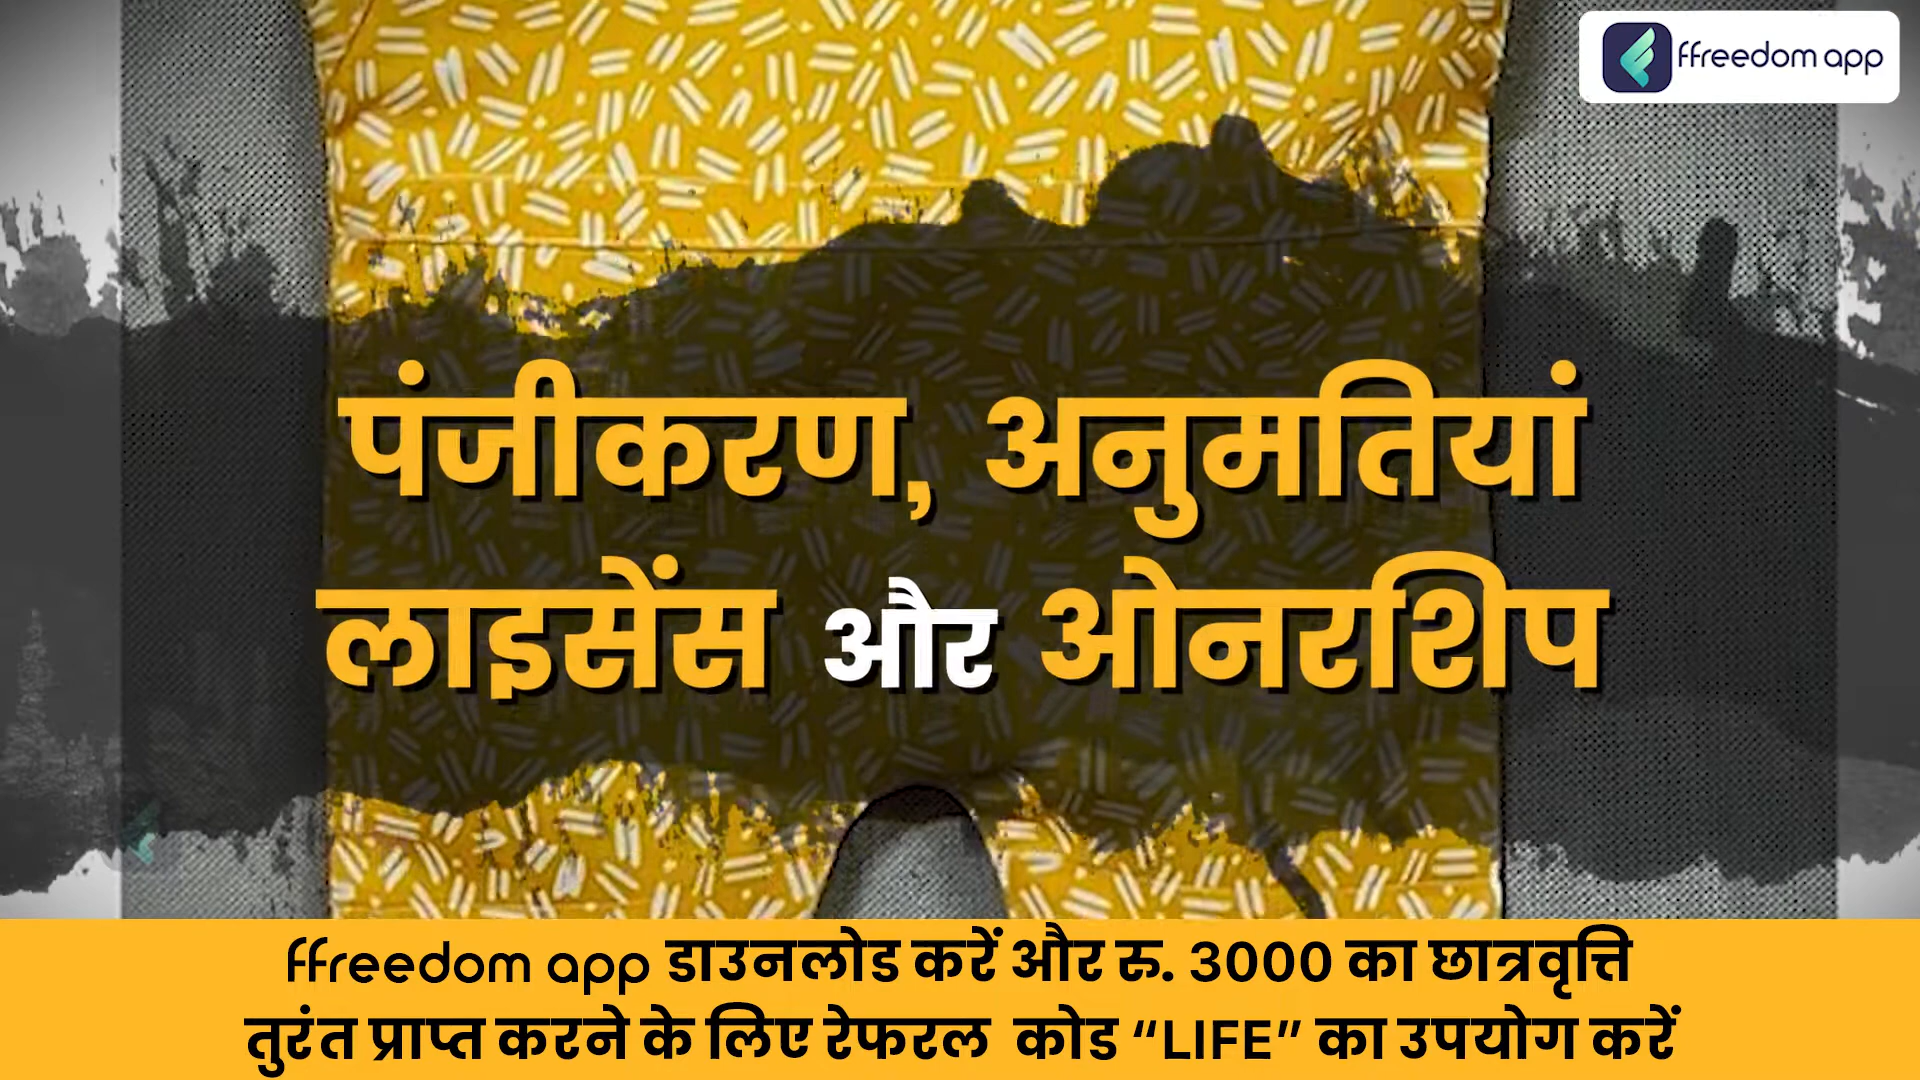 ffreedom app
पंजीकरण, अनुमतियां
लाइसेंस और ओनरशिप
ffreedom app डाउनलोड करें और रु. 3000 का छात्रवृत्ति
तुरंत प्राप्त करने के लिए रेफरल कोड “LIFE” का उपयोग करें